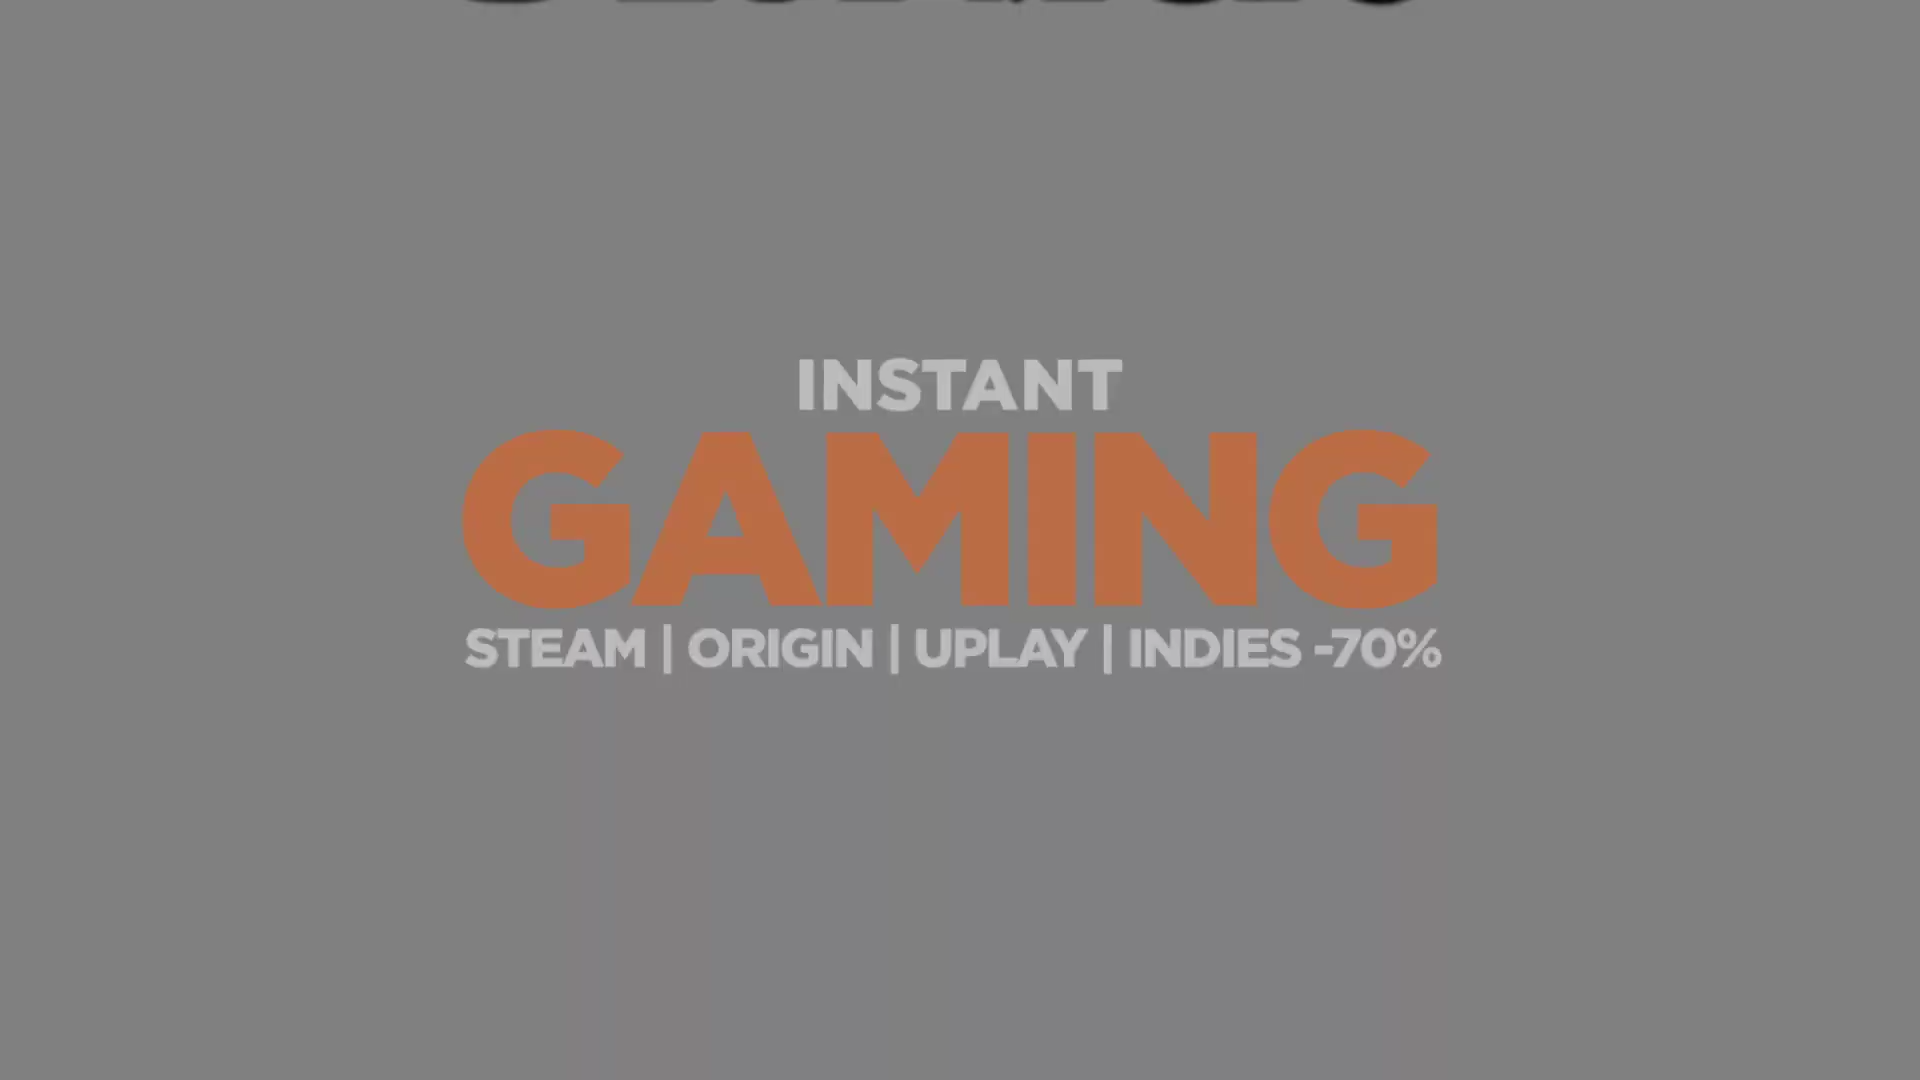 INSTANT
GAMING
STEAM | ORIGIN | UPLAY | INDIES -70%